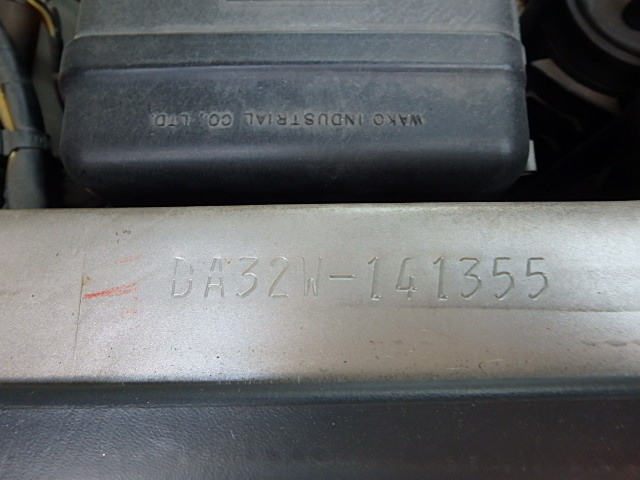 WAKO INDUSTRIAL CO., LTD.
DA32W-141355